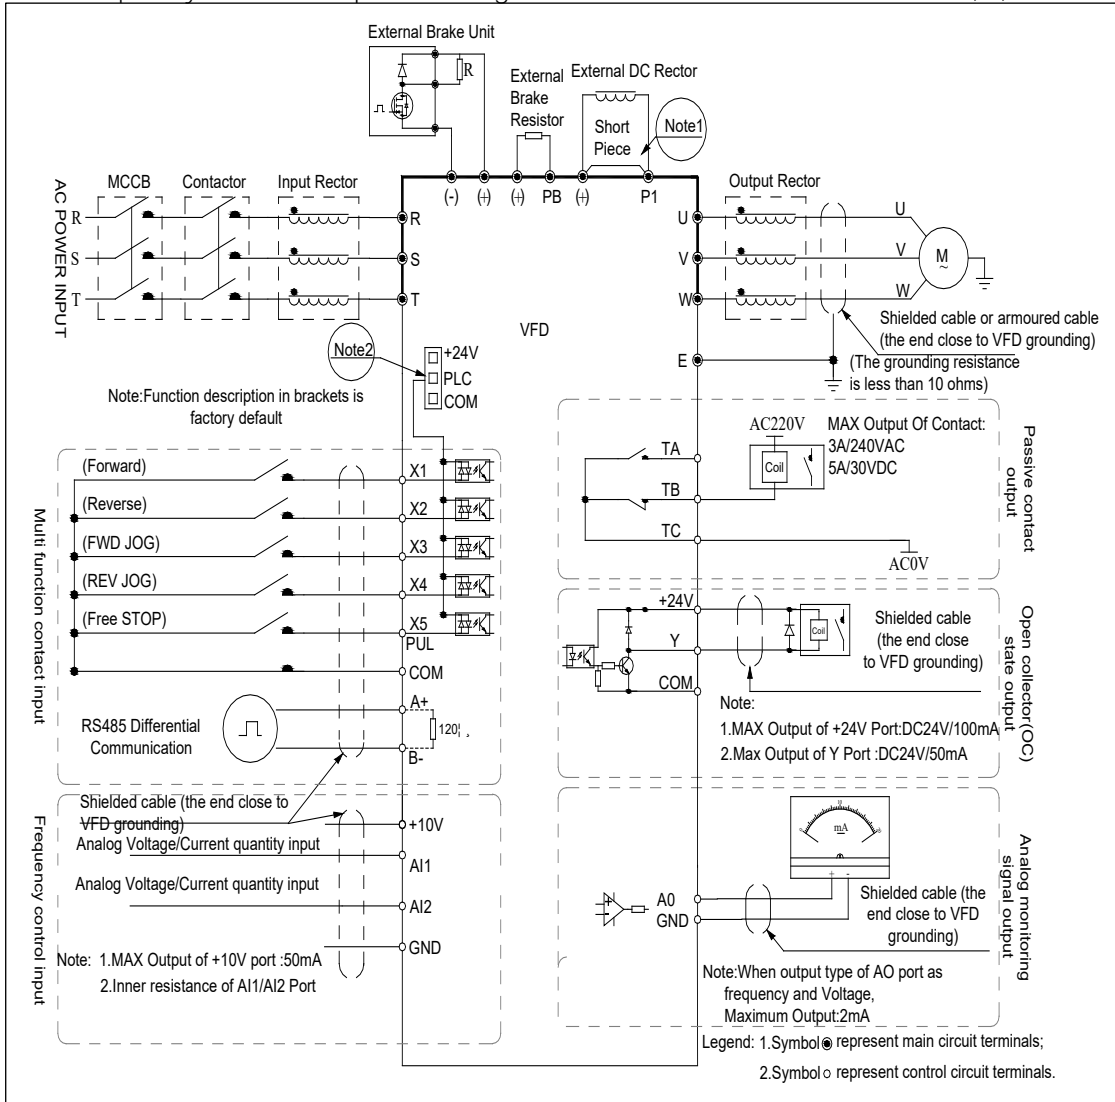 External Brake Unit
R
External
Brake
Resistor
External DC Rector
Short
Piece
Note1
(-) (+) (+) PB (+) P1
AC POWER INPUT
MCCB
Contactor
Input Rector
Output Rector
R
S
T
R
S
T
U
V
W
U
V
W
M
~
VFD
E
Shielded cable or armoured cable
(the end close to VFD grounding)
(The grounding resistance
is less than 10 ohms)
Note2
+24V
PLC
COM
Note:Function description in brackets is
factory default
Multi function contact input
(Forward)
(Reverse)
(FWD JOG)
(REV JOG)
(Free STOP)
X1
X2
X3
X4
X5
PUL
COM
A+
B-
120
RS485 Differential
Communication
Shielded cable (the end close to
VFD grounding)
Frequency control input
+10V
Analog Voltage/Current quantity input
AI1
Analog Voltage/Current quantity input
AI2
GND
Note: 1.MAX Output of +10V port :50mA
2.Inner resistance of AI1/AI2 Port
Passive contact
output
TA
TB
TC
AC220V
Coil
MAX Output Of Contact:
3A/240VAC
5A/30VDC
AC0V
Open collector(OC)
state output
+24V
Y
COM
Coil
Shielded cable
(the end close
to VFD grounding)
Note:
1.MAX Output of +24V Port:DC24V/100mA
2.Max Output of Y Port :DC24V/50mA
Analog monitoring
signal output
0 10 20
mA
+ -
A0
GND
Shielded cable (the
end close to VFD
grounding)
Note:When output type of AO port as
frequency and Voltage,
Maximum Output:2mA
Legend: 1.Symbol represent main circuit terminals;
2.Symbol represent control circuit terminals.